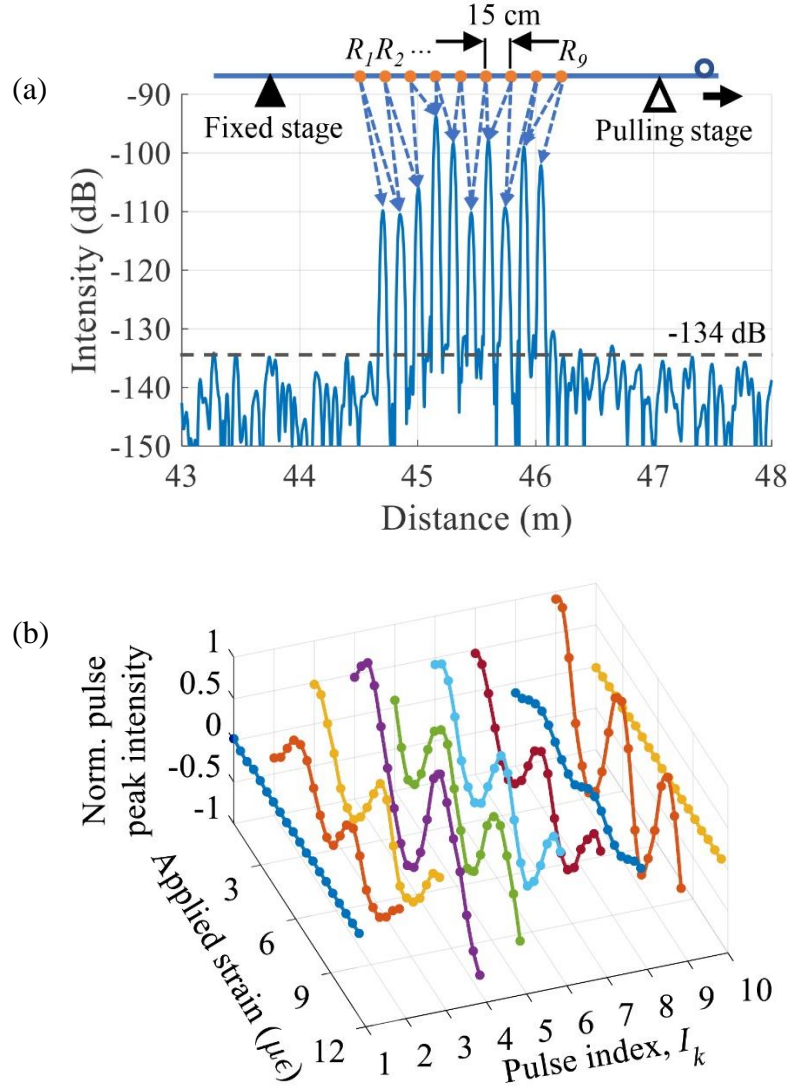 (a)
15 cm
R₁R₂ ... R₉
Fixed stage
Pulling stage
-90
-100
-110
-120
-130
-140
-150
Intensity (dB)
-134 dB
43 44 45 46 47 48
Distance (m)
(b)
1
0.5
0
-0.5
-1
Norm. pulse
peak intensity
3
6
9
12
Applied strain (με)
1 2 3 4 5 6 7 8 9 10
Pulse index, Iₖ